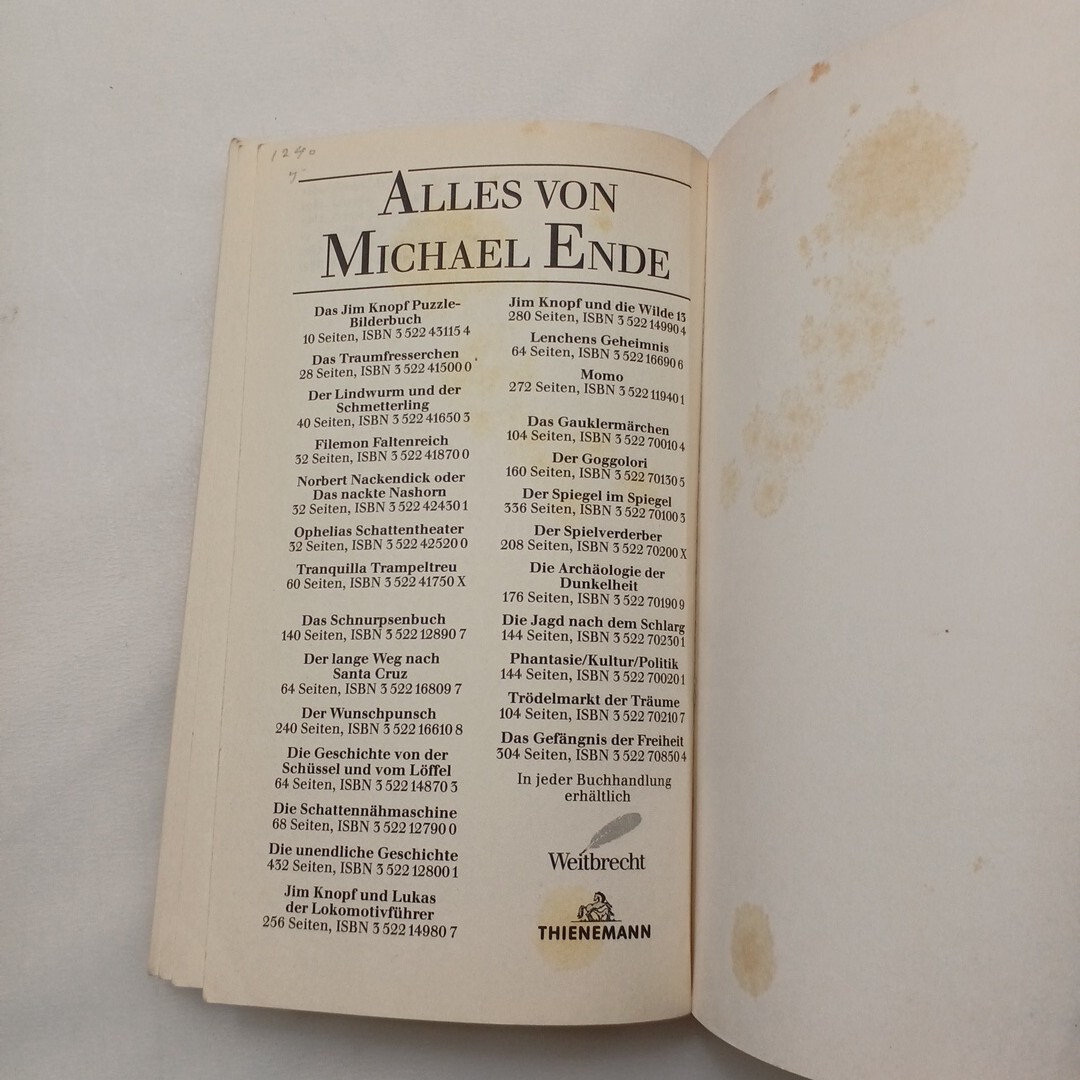 1240
ALLES VON
MICHAEL ENDE
Das Jim Knopf Puzzle-
Bilderbuch
10 Seiten, ISBN 3 522 43115 4
Das Traumfresserchen
28 Seiten, ISBN 3 522 41500 0
Der Lindwurm und der
Schmetterling
40 Seiten, ISBN 3 522 41650 3
Filemon Faltenreich
32 Seiten, ISBN 3 522 41870 0
Norbert Nackendick oder
Das nackte Nashorn
32 Seiten, ISBN 3 522 42430 1
Ophelias Schattentheater
32 Seiten, ISBN 3 522 42520 0
Tranquilla Trampeltreu
60 Seiten, ISBN 3 522 41750 X
Das Schnurpsenbuch
140 Seiten, ISBN 3 522 12890 7
Der lange Weg nach
Santa Cruz
64 Seiten, ISBN 3 522 16809 7
Der Wunschpunsch
240 Seiten, ISBN 3 522 16610 8
Die Geschichte von der
Schüssel und vom Löffel
64 Seiten, ISBN 3 522 14870 3
Die Schattennähmaschine
68 Seiten, ISBN 3 522 12790 0
Die unendliche Geschichte
432 Seiten, ISBN 3 522 12800 1
Jim Knopf und Lukas
der Lokomotivführer
256 Seiten, ISBN 3 522 14980 7
Jim Knopf und die Wilde 13
280 Seiten, ISBN 3 522 14990 4
Lenchens Geheimnis
64 Seiten, ISBN 3 522 16690 6
Momo
272 Seiten, ISBN 3 522 11940 1
Das Gauklermärchen
104 Seiten, ISBN 3 522 70010 4
Der Goggolori
160 Seiten, ISBN 3 522 70130 5
Der Spiegel im Spiegel
336 Seiten, ISBN 3 522 70100 3
Der Spielverderber
208 Seiten, ISBN 3 522 70200 X
Die Archäologie der
Dunkelheit
176 Seiten, ISBN 3 522 70190 9
Die Jagd nach dem Schlarg
144 Seiten, ISBN 3 522 70230 1
Phantasie/Kultur/Politik
144 Seiten, ISBN 3 522 70020 1
Trödelmarkt der Träume
104 Seiten, ISBN 3 522 70210 7
Das Gefängnis der Freiheit
304 Seiten, ISBN 3 522 70850 4
In jeder Buchhandlung
erhältlich
Weitbrecht
THIENEMANN